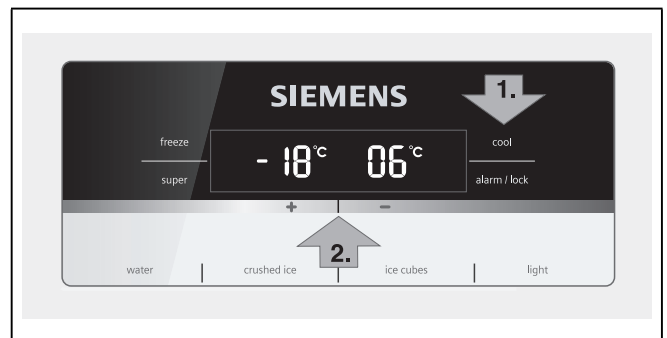 SIEMENS
1.
freeze
cool
- 18°C 06°C
super
alarm / lock
+ -
2.
water crushed ice ice cubes light